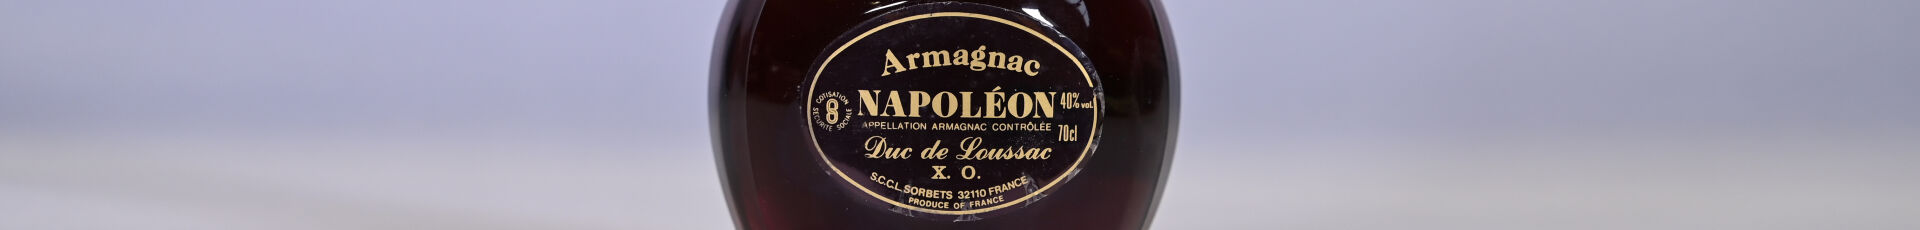 Armagnac
NAPOLÉON
40% vol.
COTISATION
SÉCURITÉ SOCIALE
APPELLATION ARMAGNAC CONTRÔLÉE
70cl
Duc de Loussac
X. O.
S.C.C.L. SORBETS 32110 FRANCE
PRODUCE OF FRANCE